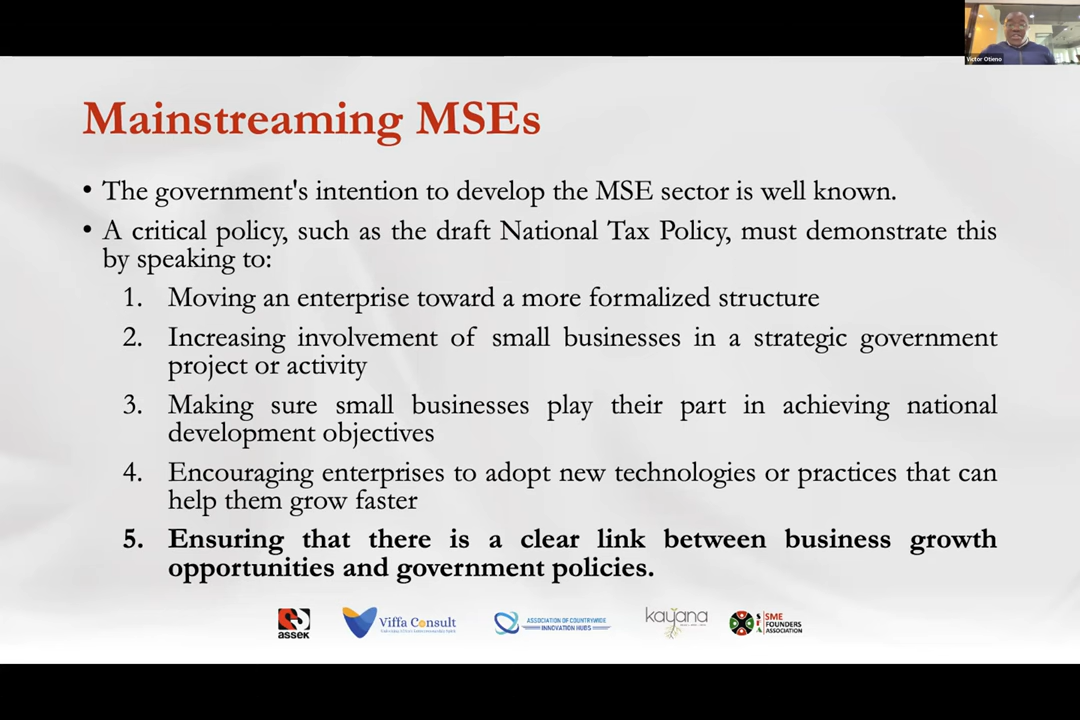 Victor Otieno
Mainstreaming MSEs
• The government's intention to develop the MSE sector is well known.
• A critical policy, such as the draft National Tax Policy, must demonstrate this
by speaking to:
1. Moving an enterprise toward a more formalized structure
2. Increasing involvement of small businesses in a strategic government
project or activity
3. Making sure small businesses play their part in achieving national
development objectives
4. Encouraging enterprises to adopt new technologies or practices that can
help them grow faster
5. Ensuring that there is a clear link between business growth
opportunities and government policies.
assek
Viffa Consult
ASSOCIATION OF COUNTRYWIDE
INNOVATION HUBS
kayana
SFA
SME
FOUNDERS
ASSOCIATION